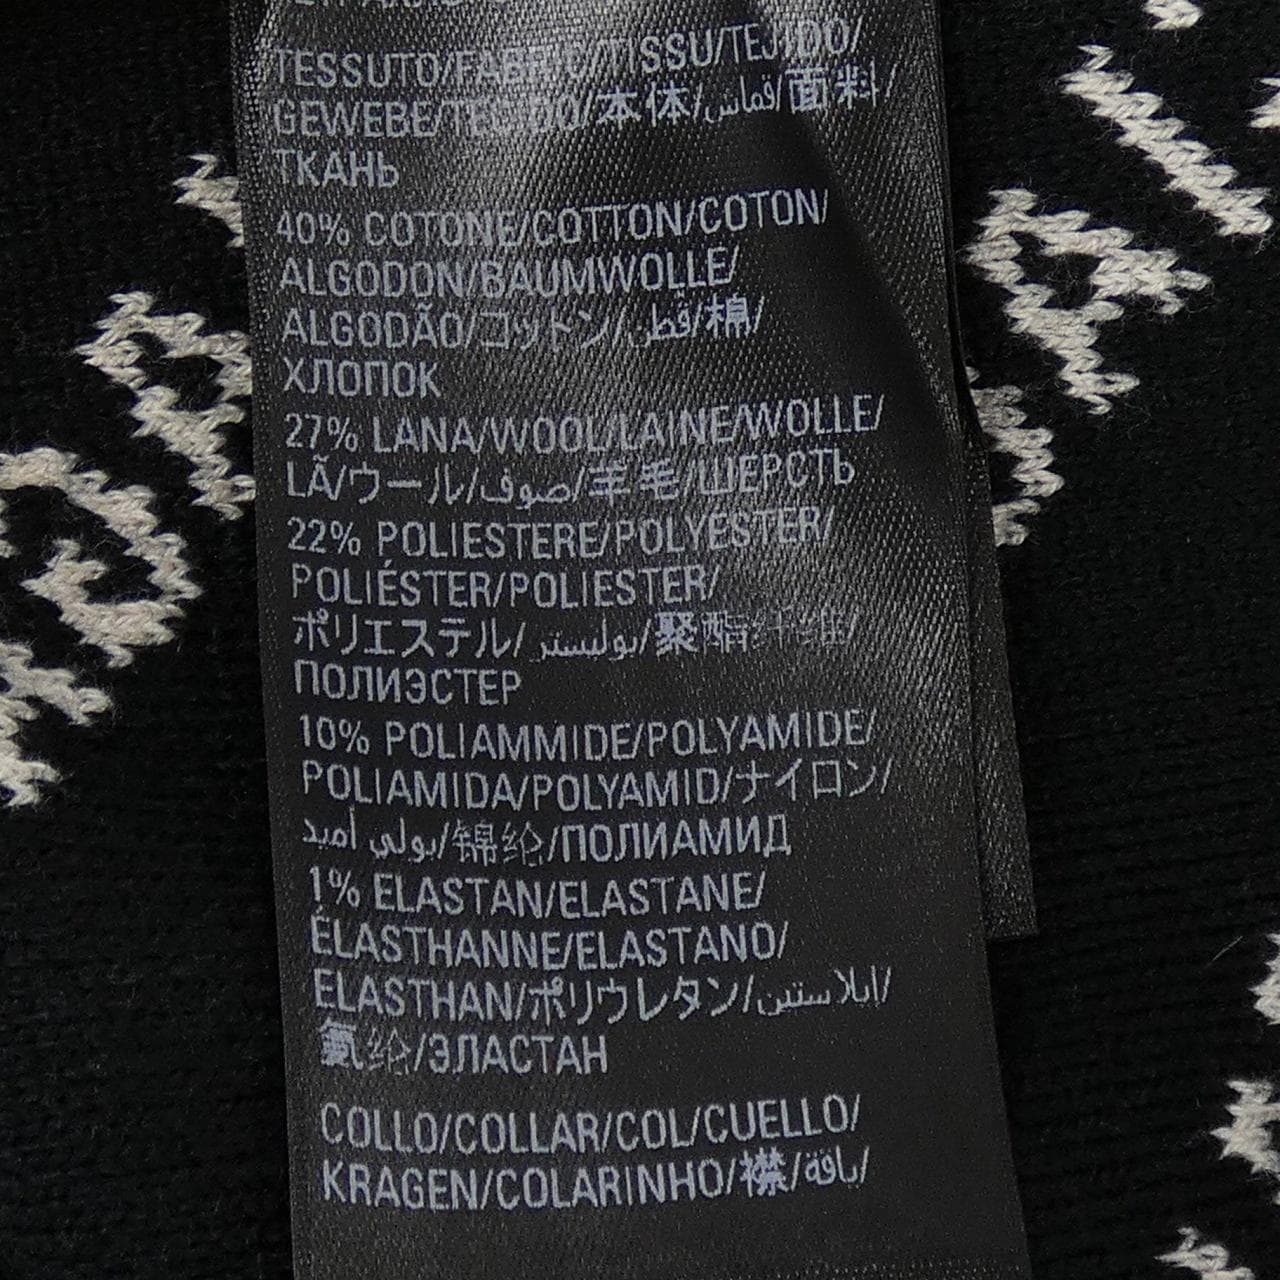 TESSUTO/FABRIC/TISSU/TEJIDO/
GEWEBE/TECIDO/本体/قماش/面料/
ТКАНЬ
40% COTONE/COTTON/COTON/
ALGODON/BAUMWOLLE/
ALGODÃO/コットン/قطن/棉/
ХЛОПОК
27% LANA/WOOL/LAINE/WOLLE/
LÃ/ウール/صوف/羊毛/ШЕРСТЬ
22% POLIESTERE/POLYESTER/
POLIÉSTER/POLIESTER/
ポリエステル/بوليستر/聚酯纤维/
ПОЛИЭСТЕР
10% POLIAMMIDE/POLYAMIDE/
POLIAMIDA/POLYAMID/ナイロン/
بولي أميد/锦纶/ПОЛИАМИД
1% ELASTAN/ELASTANE/
ÉLASTHANNE/ELASTANO/
ELASTHAN/ポリウレタン/ايلاستين/
氨纶/ЭЛАСТАН
COLLO/COLLAR/COL/CUELLO/
KRAGEN/COLARINHO/襟/ياقة/